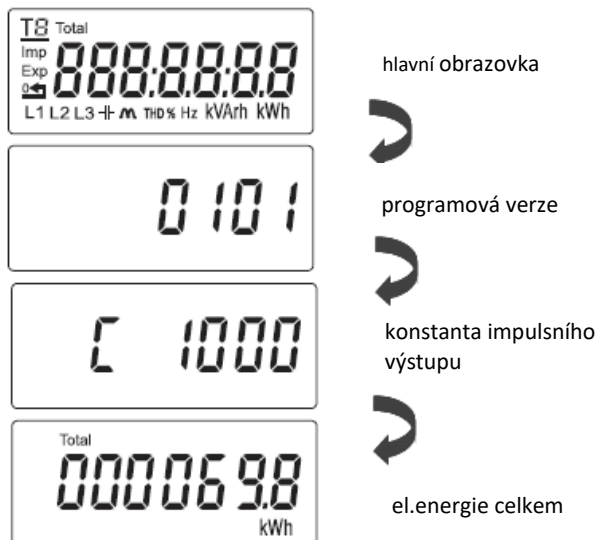 T8 Total
Imp
Exp
888:8:8:8.8
L1 L2 L3 THD% Hz kVArh kWh
hlavní obrazovka
0101
programová verze
C 1000
konstanta impulsního
výstupu
Total
000069.8
kWh
el.energie celkem